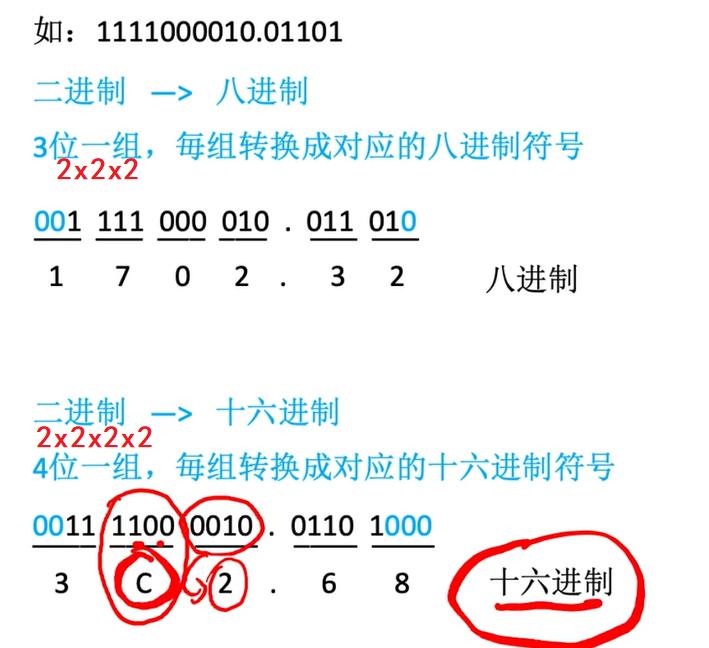 如：1111000010.01101
二进制 —> 八进制
3位一组，每组转换成对应的八进制符号
2x2x2
001 111 000 010 . 011 010
1 7 0 2 . 3 2 八进制
二进制 —> 十六进制
2x2x2x2
4位一组，每组转换成对应的十六进制符号
0011 1100 0010 . 0110 1000
3 C 2 . 6 8 十六进制